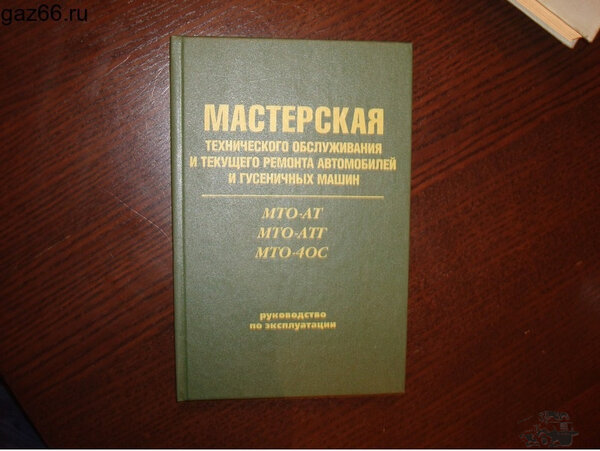 gaz66.ru
МАСТЕРСКАЯ
ТЕХНИЧЕСКОГО ОБСЛУЖИВАНИЯ
И ТЕКУЩЕГО РЕМОНТА АВТОМОБИЛЕЙ
И ГУСЕНИЧНЫХ МАШИН
МТО-АТ
МТО-АТГ
МТО-4ОС
руководство
по эксплуатации